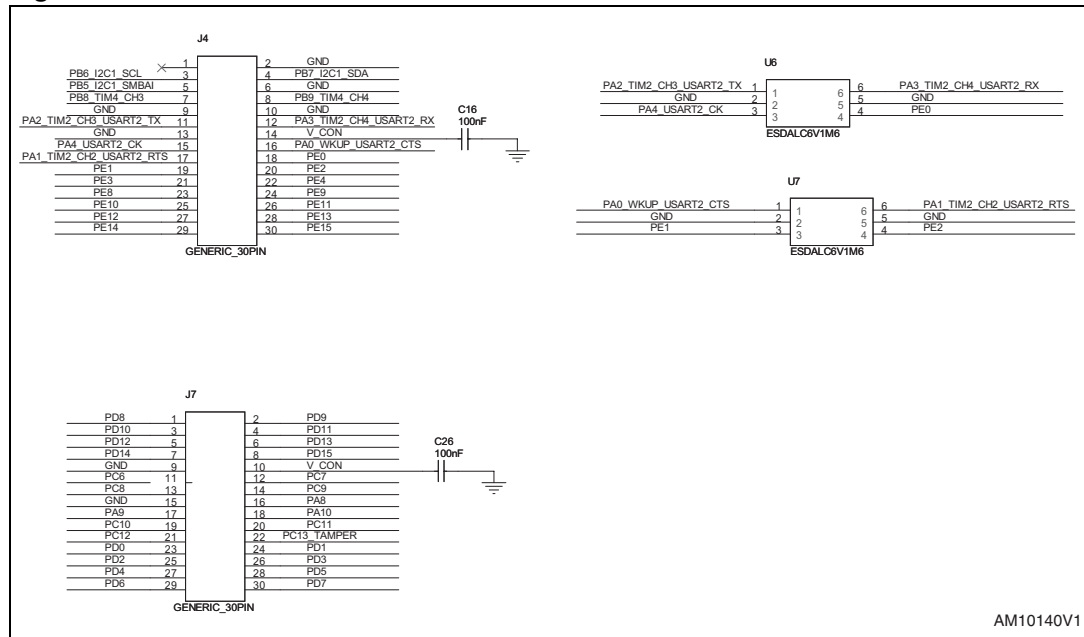 J4
1 2 GND
PB6_I2C1_SCL 3 4 PB7_I2C1_SDA
PB5_I2C1_SMBAI 5 6 GND
PB8_TIM4_CH3 7 8 PB9_TIM4_CH4
GND 9 10 GND
PA2_TIM2_CH3_USART2_TX 11 12 PA3_TIM2_CH4_USART2_RX
GND 13 14 V_CON
PA4_USART2_CK 15 16 PA0_WKUP_USART2_CTS
PA1_TIM2_CH2_USART2_RTS 17 18 PE0
PE1 19 20 PE2
PE3 21 22 PE4
PE8 23 24 PE9
PE10 25 26 PE11
PE12 27 28 PE13
PE14 29 30 PE15
GENERIC_30PIN
C16
100nF
U6
PA2_TIM2_CH3_USART2_TX 1 1 6 6 PA3_TIM2_CH4_USART2_RX
GND 2 2 5 5 GND
PA4_USART2_CK 3 3 4 4 PE0
ESDALC6V1M6
U7
PA0_WKUP_USART2_CTS 1 1 6 6 PA1_TIM2_CH2_USART2_RTS
GND 2 2 5 5 GND
PE1 3 3 4 4 PE2
ESDALC6V1M6
J7
PD8 1 2 PD9
PD10 3 4 PD11
PD12 5 6 PD13
PD14 7 8 PD15
GND 9 10 V_CON
PC6 11 12 PC7
PC8 13 14 PC9
GND 15 16 PA8
PA9 17 18 PA10
PC10 19 20 PC11
PC12 21 22 PC13_TAMPER
PD0 23 24 PD1
PD2 25 26 PD3
PD4 27 28 PD5
PD6 29 30 PD7
GENERIC_30PIN
C26
100nF
AM10140V1